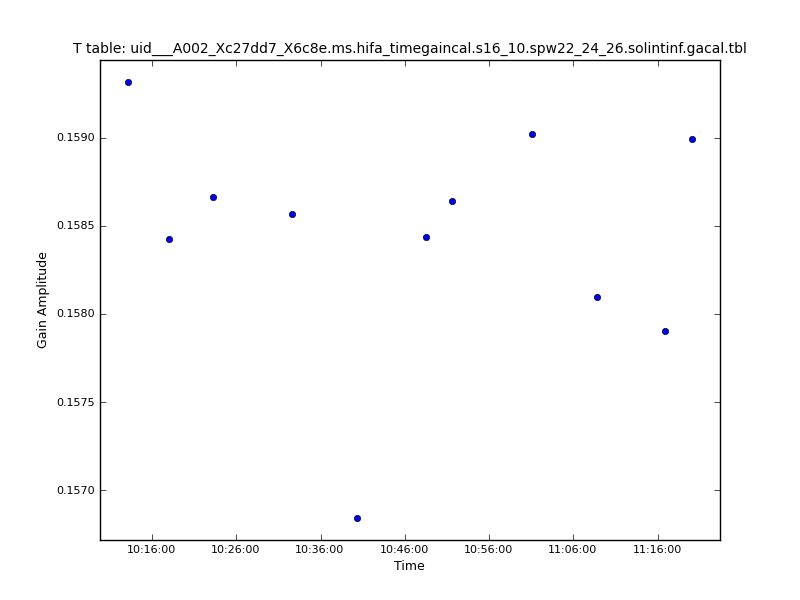 T table: uid___A002_Xc27dd7_X6c8e.ms.hifa_timegaincal.s16_10.spw22_24_26.solintinf.gacal.tbl
Gain Amplitude
0.1590
0.1585
0.1580
0.1575
0.1570
10:16:00 10:26:00 10:36:00 10:46:00 10:56:00 11:06:00 11:16:00
Time